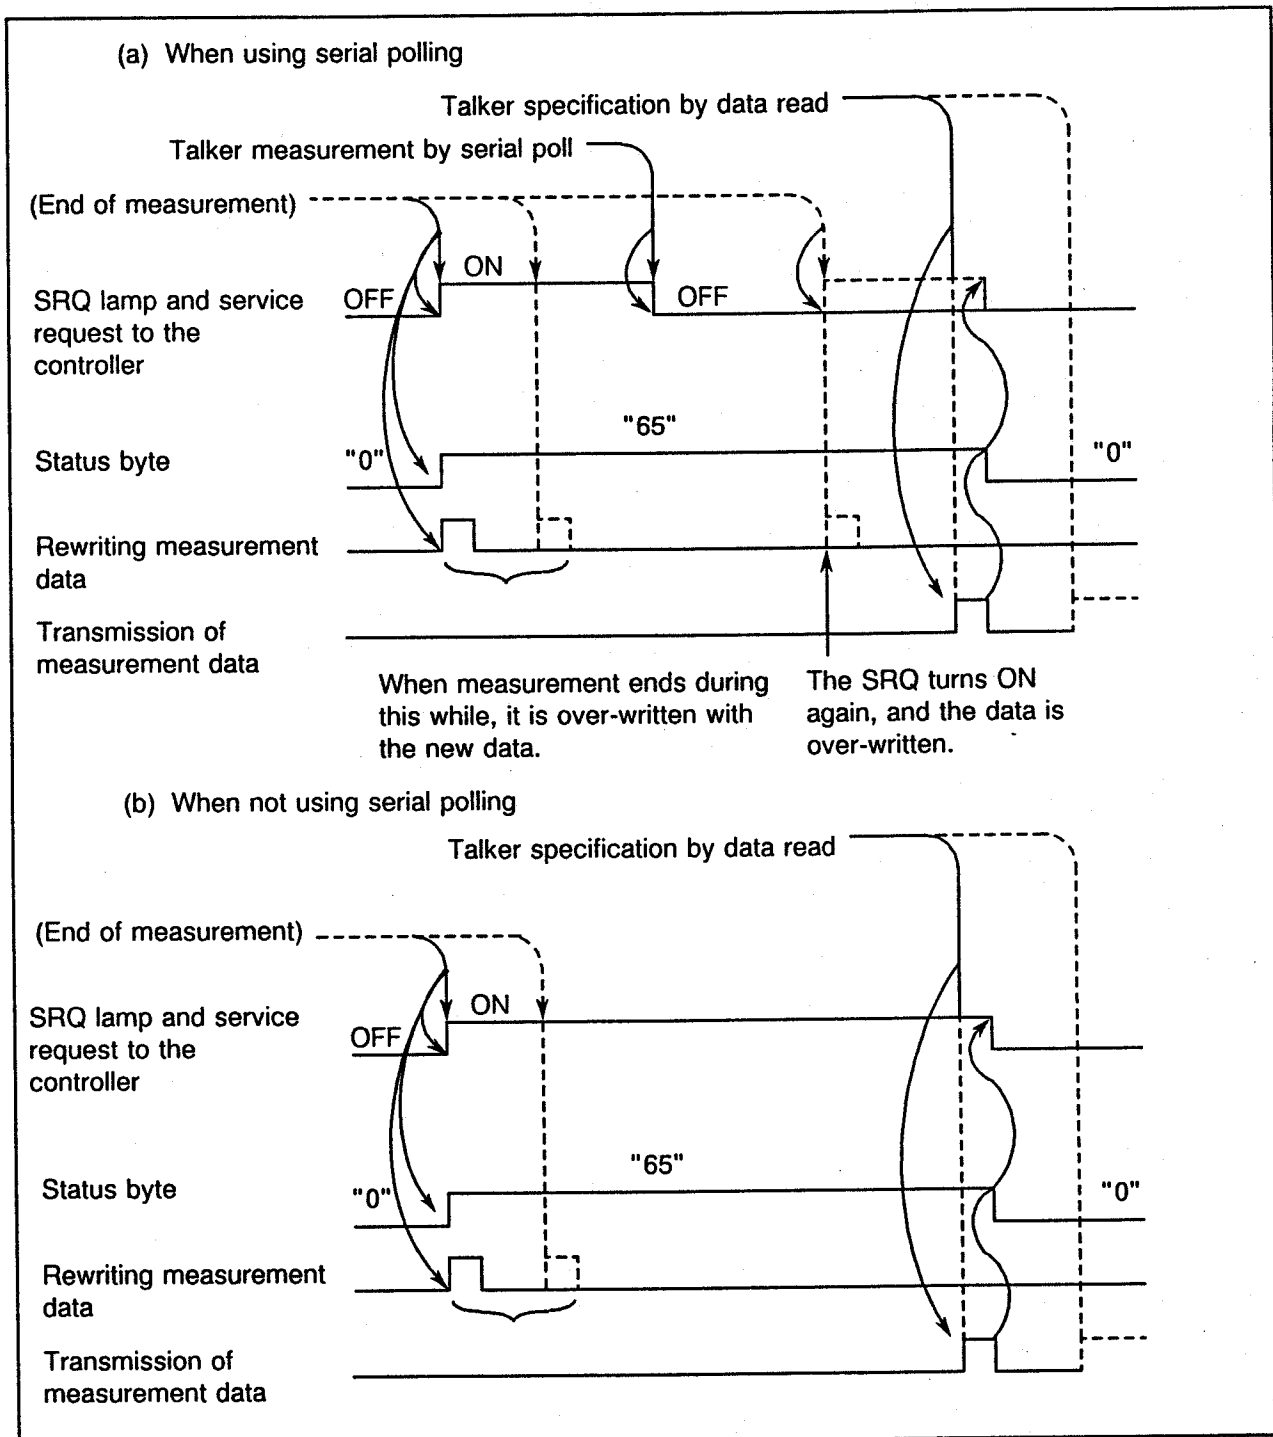 (a) When using serial polling
Talker specification by data read
Talker measurement by serial poll
(End of measurement)
ON
OFF
OFF
SRQ lamp and service
request to the
controller
"65"
Status byte
"0"
"0"
Rewriting measurement
data
Transmission of
measurement data
When measurement ends during
this while, it is over-written with
the new data.
The SRQ turns ON
again, and the data is
over-written.
(b) When not using serial polling
Talker specification by data read
(End of measurement)
ON
OFF
SRQ lamp and service
request to the
controller
"65"
Status byte
"0"
"0"
Rewriting measurement
data
Transmission of
measurement data